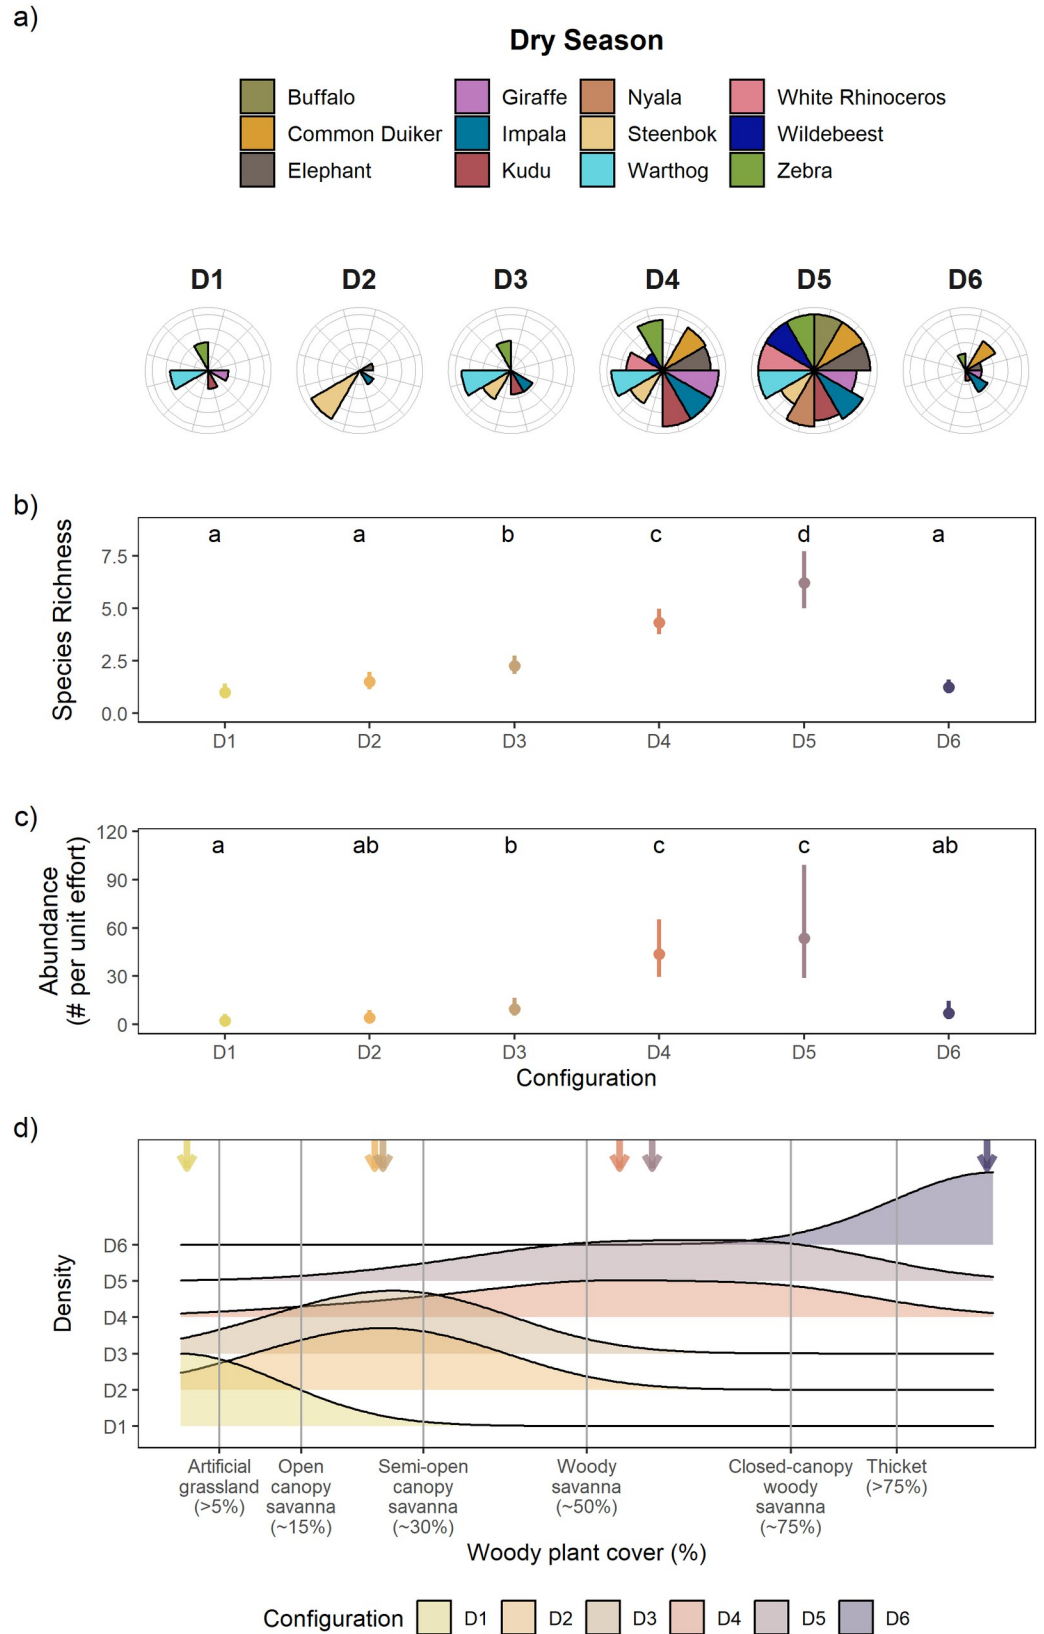 a)
Dry Season
Buffalo Giraffe Nyala White Rhinoceros
Common Duiker Impala Steenbok Wildebeest
Elephant Kudu Warthog Zebra
D1 D2 D3 D4 D5 D6
b)
Species Richness
7.5
5.0
2.5
0.0
a a b c d a
D1 D2 D3 D4 D5 D6
c)
Abundance
(# per unit effort)
120
90
60
30
0
a ab b c c ab
D1 D2 D3 D4 D5 D6
Configuration
d)
Density
D6
D5
D4
D3
D2
D1
Artificial
grassland
(>5%)
Open
canopy
savanna
(~15%)
Semi-open
canopy
savanna
(~30%)
Woody
savanna
(~50%)
Closed-canopy
woody
savanna
(~75%)
Thicket
(>75%)
Woody plant cover (%)
Configuration D1 D2 D3 D4 D5 D6